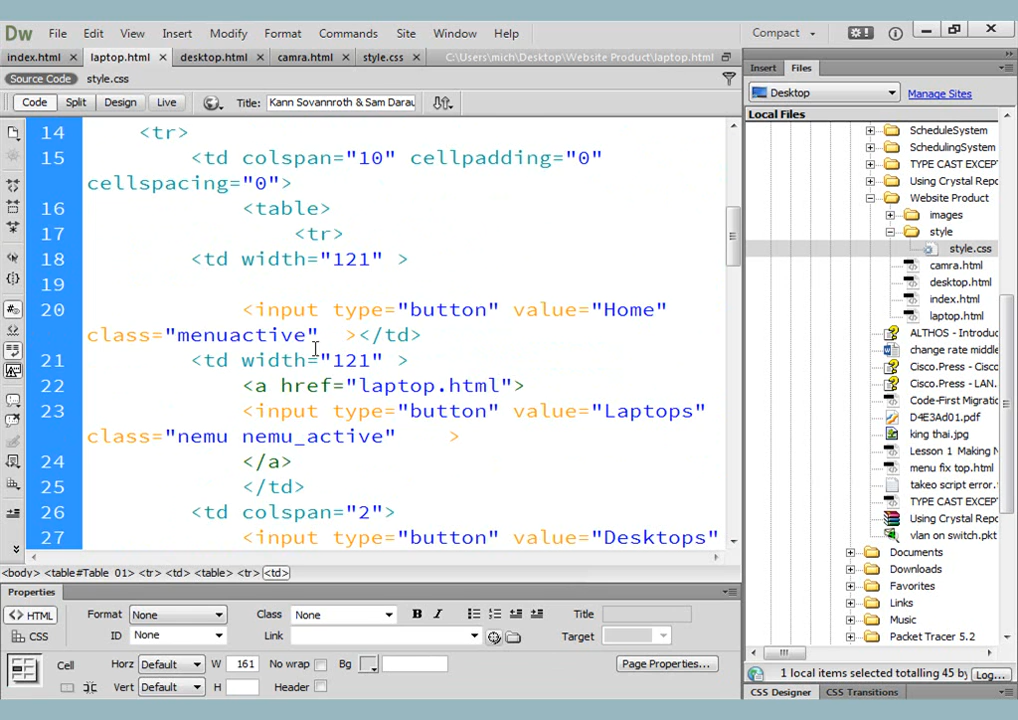 Dw File Edit View Insert Modify Format Commands Site Window Help Compact
index.html laptop.html desktop.html camra.html style.css C:\Users\mich\Desktop\Website Product\laptop.html
Source Code style.css
Code Split Design Live Title: Kann Sovannroth & Sam Darau
14 <tr>
15 <td colspan="10" cellpadding="0"
cellspacing="0">
16 <table>
17 <tr>
18 <td width="121" >
19
20 <input type="button" value="Home"
class="menuactive" ></td>
21 <td width="121" >
22 <a href="laptop.html">
23 <input type="button" value="Laptops"
class="nemu nemu_active" >
24 </a>
25 </td>
26 <td colspan="2">
27 <input type="button" value="Desktops"
<body> <table#Table_01> <tr> <td> <table> <tr> <td>
Properties
<> HTML Format None Class None B I Title
CSS ID None Link Target
Cell Horz Default W 161 No wrap Bg Page Properties...
Vert Default H Header
Insert Files
Desktop Manage Sites
Local Files
ScheduleSystem
SchedulingSystem
TYPE CAST EXCEP
Using Crystal Repo
Website Product
images
style
style.css
camra.html
desktop.html
index.html
laptop.html
ALTHOS - Introduc
change rate middle
Cisco.Press - Cisco
Cisco.Press - LAN.
Code-First Migratio
D4E3Ad01.pdf
king thai.jpg
Lesson 1 Making N
menu fix top.html
takeo script error.
TYPE CAST EXCEP
Using Crystal Repo
vlan on switch.pkt
Documents
Downloads
Favorites
Links
Music
Packet Tracer 5.2
1 local items selected totalling 45 by Log...
CSS Designer CSS Transitions